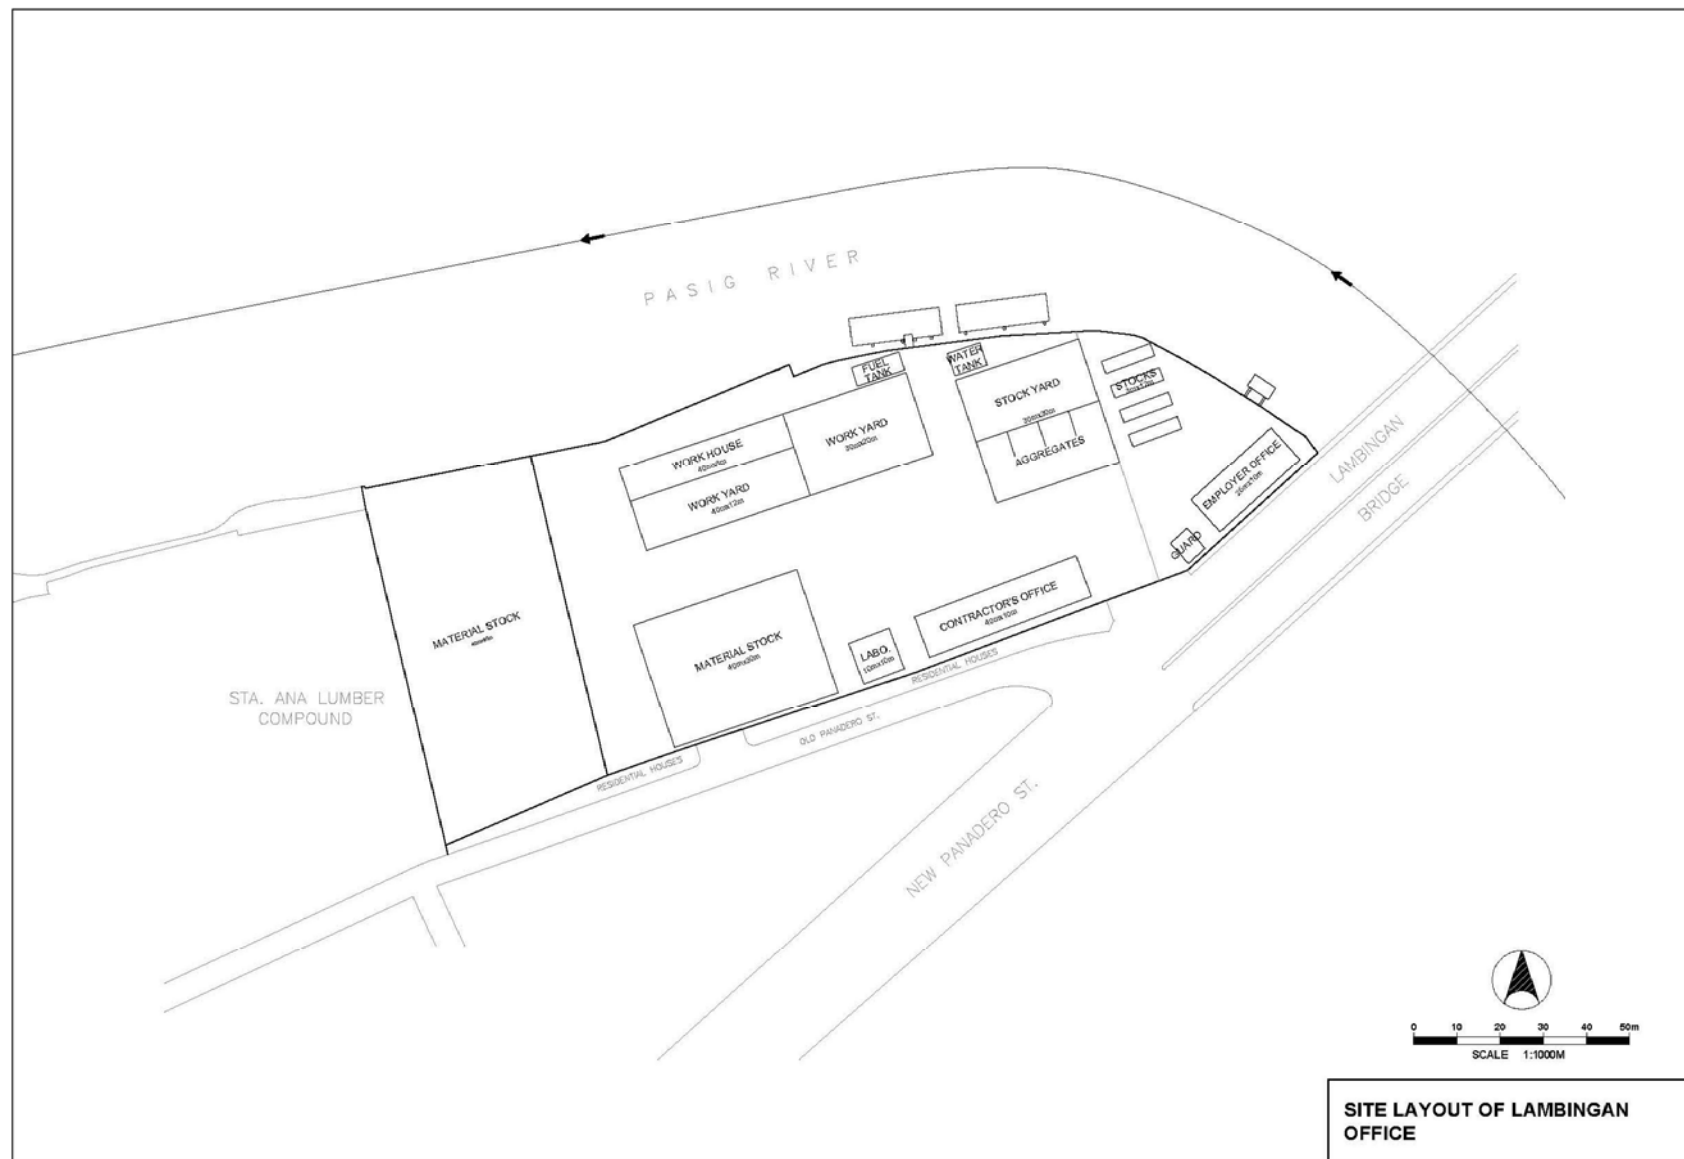 PASIG RIVER
FUEL
TANK
WATER
TANK
STOCK YARD
30mx30m
STOCKS
LAMBINGAN
BRIDGE
WORK HOUSE
WORK YARD
30mx20m
AGGREGATES
EMPLOYER OFFICE
25mx10m
WORK YARD
40mx12m
GUARD
MATERIAL STOCK
CONTRACTOR'S OFFICE
40mx10m
MATERIAL STOCK
40mx30m
LABO.
10mx10m
RESIDENTIAL HOUSES
STA. ANA LUMBER
COMPOUND
OLD PANADERO ST.
RESIDENTIAL HOUSES
NEW PANADERO ST.
0 10 20 30 40 50m
SCALE 1:1000M
SITE LAYOUT OF LAMBINGAN
OFFICE